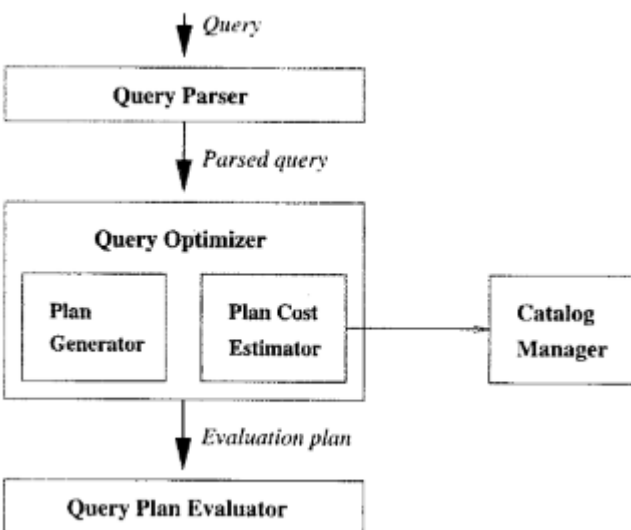 Query
Query Parser
Parsed query
Query Optimizer
Plan
Generator
Plan Cost
Estimator
Catalog
Manager
Evaluation plan
Query Plan Evaluator